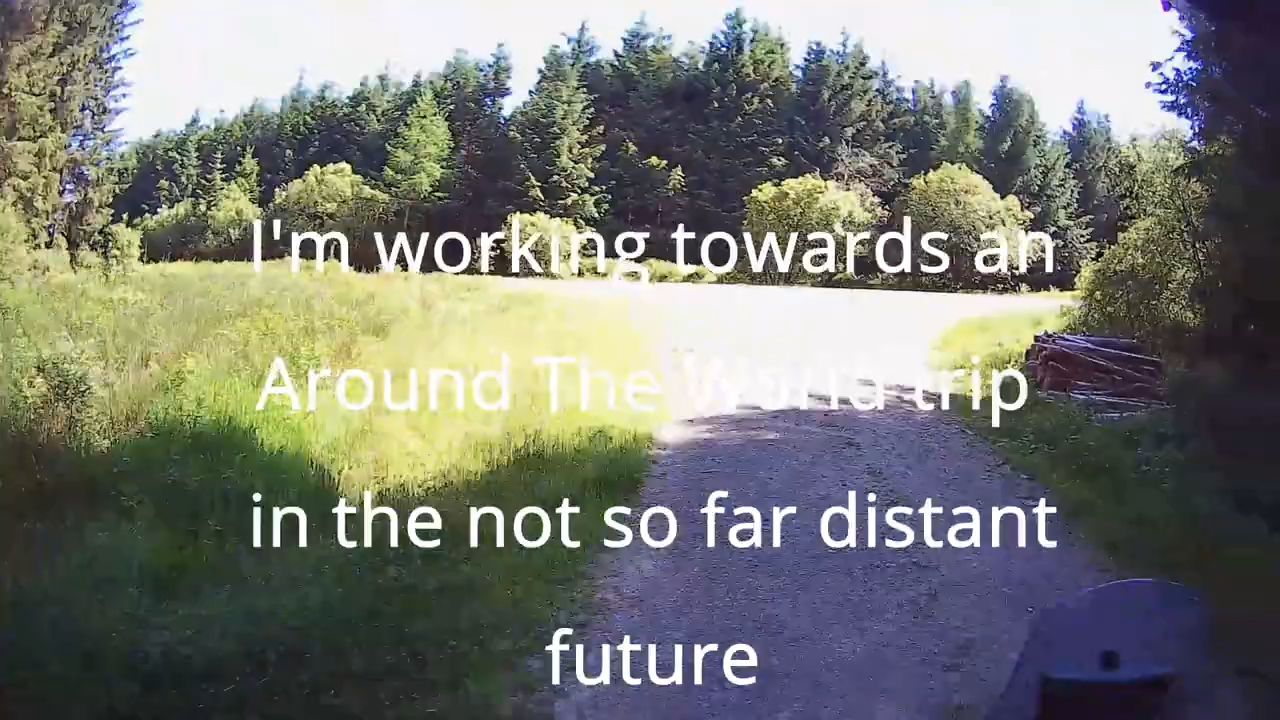 I'm working towards an
Around The World trip
in the not so far distant
future